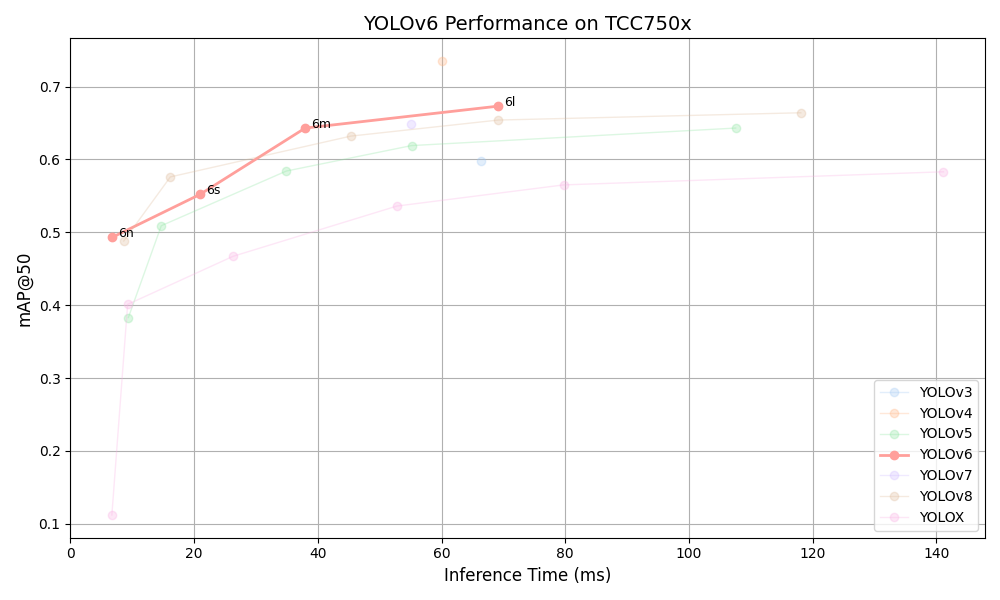 YOLOv6 Performance on TCC750x
mAP@50
0.7
0.6
0.5
0.4
0.3
0.2
0.1
6l
6m
6s
6n
YOLOv3
YOLOv4
YOLOv5
YOLOv6
YOLOv7
YOLOv8
YOLOX
0 20 40 60 80 100 120 140
Inference Time (ms)